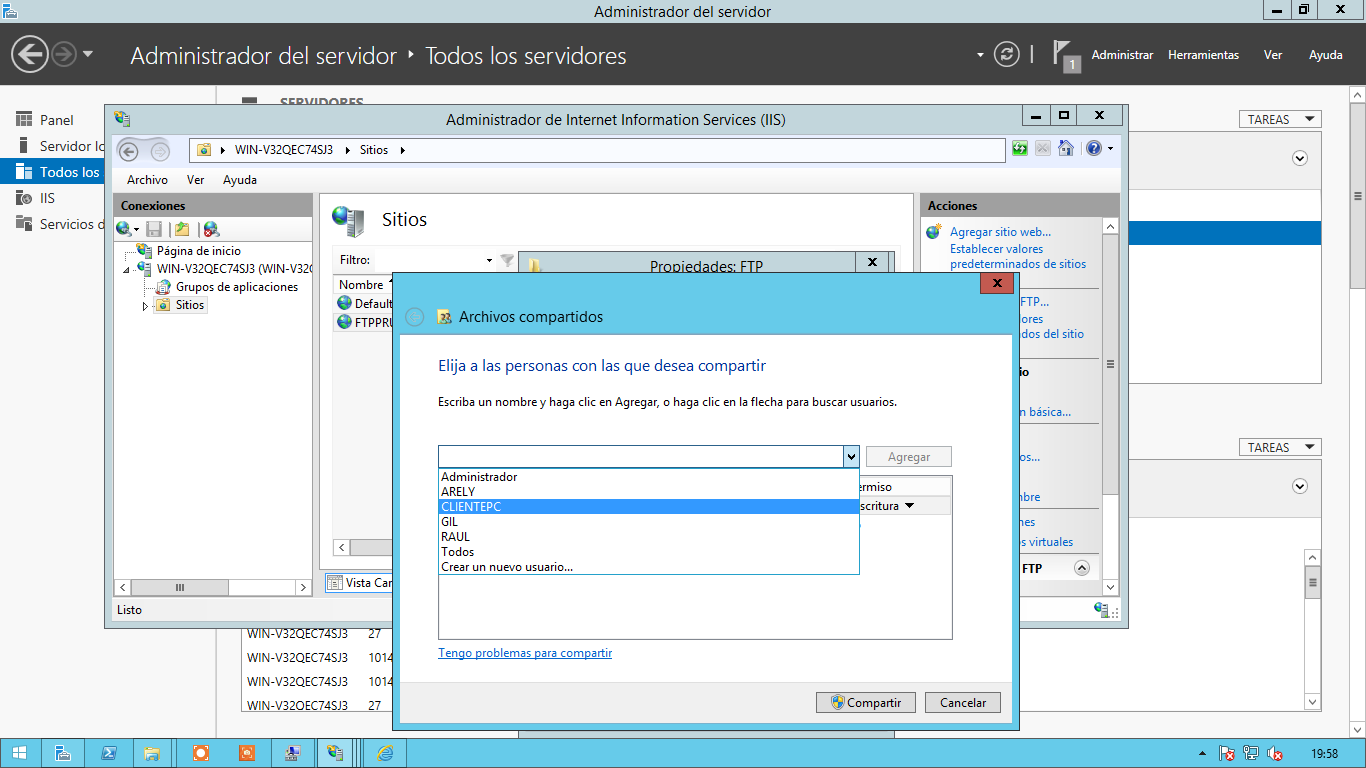 Administrador del servidor
Administrador del servidor
Todos los servidores
1
Administrar
Herramientas
Ver
Ayuda
Panel
Servidor lo
Todos los
IIS
Servicios d
SERVIDORES
TAREAS
Administrador de Internet Information Services (IIS)
WIN-V32QEC74SJ3
Sitios
Archivo
Ver
Ayuda
Conexiones
Página de inicio
WIN-V32QEC74SJ3 (WIN-V32Q
Grupos de aplicaciones
Sitios
Sitios
Filtro:
Nombre
Default
FTPPRU
Vista Car
Listo
Acciones
Agregar sitio web...
Establecer valores
predeterminados de sitios
FTP...
lores
dos del sitio
io
n básica...
os...
mbre
nes
s virtuales
FTP
Propiedades: FTP
Archivos compartidos
Elija a las personas con las que desea compartir
Escriba un nombre y haga clic en Agregar, o haga clic en la flecha para buscar usuarios.
Agregar
Administrador
ARELY
CLIENTEPC
GIL
RAUL
Todos
Crear un nuevo usuario...
ermiso
scritura
Tengo problemas para compartir
Compartir
Cancelar
TAREAS
WIN-V32QEC74SJ3 27
WIN-V32QEC74SJ3 1014
WIN-V32QEC74SJ3 1014
WIN-V32QEC74SJ3 27
19:58